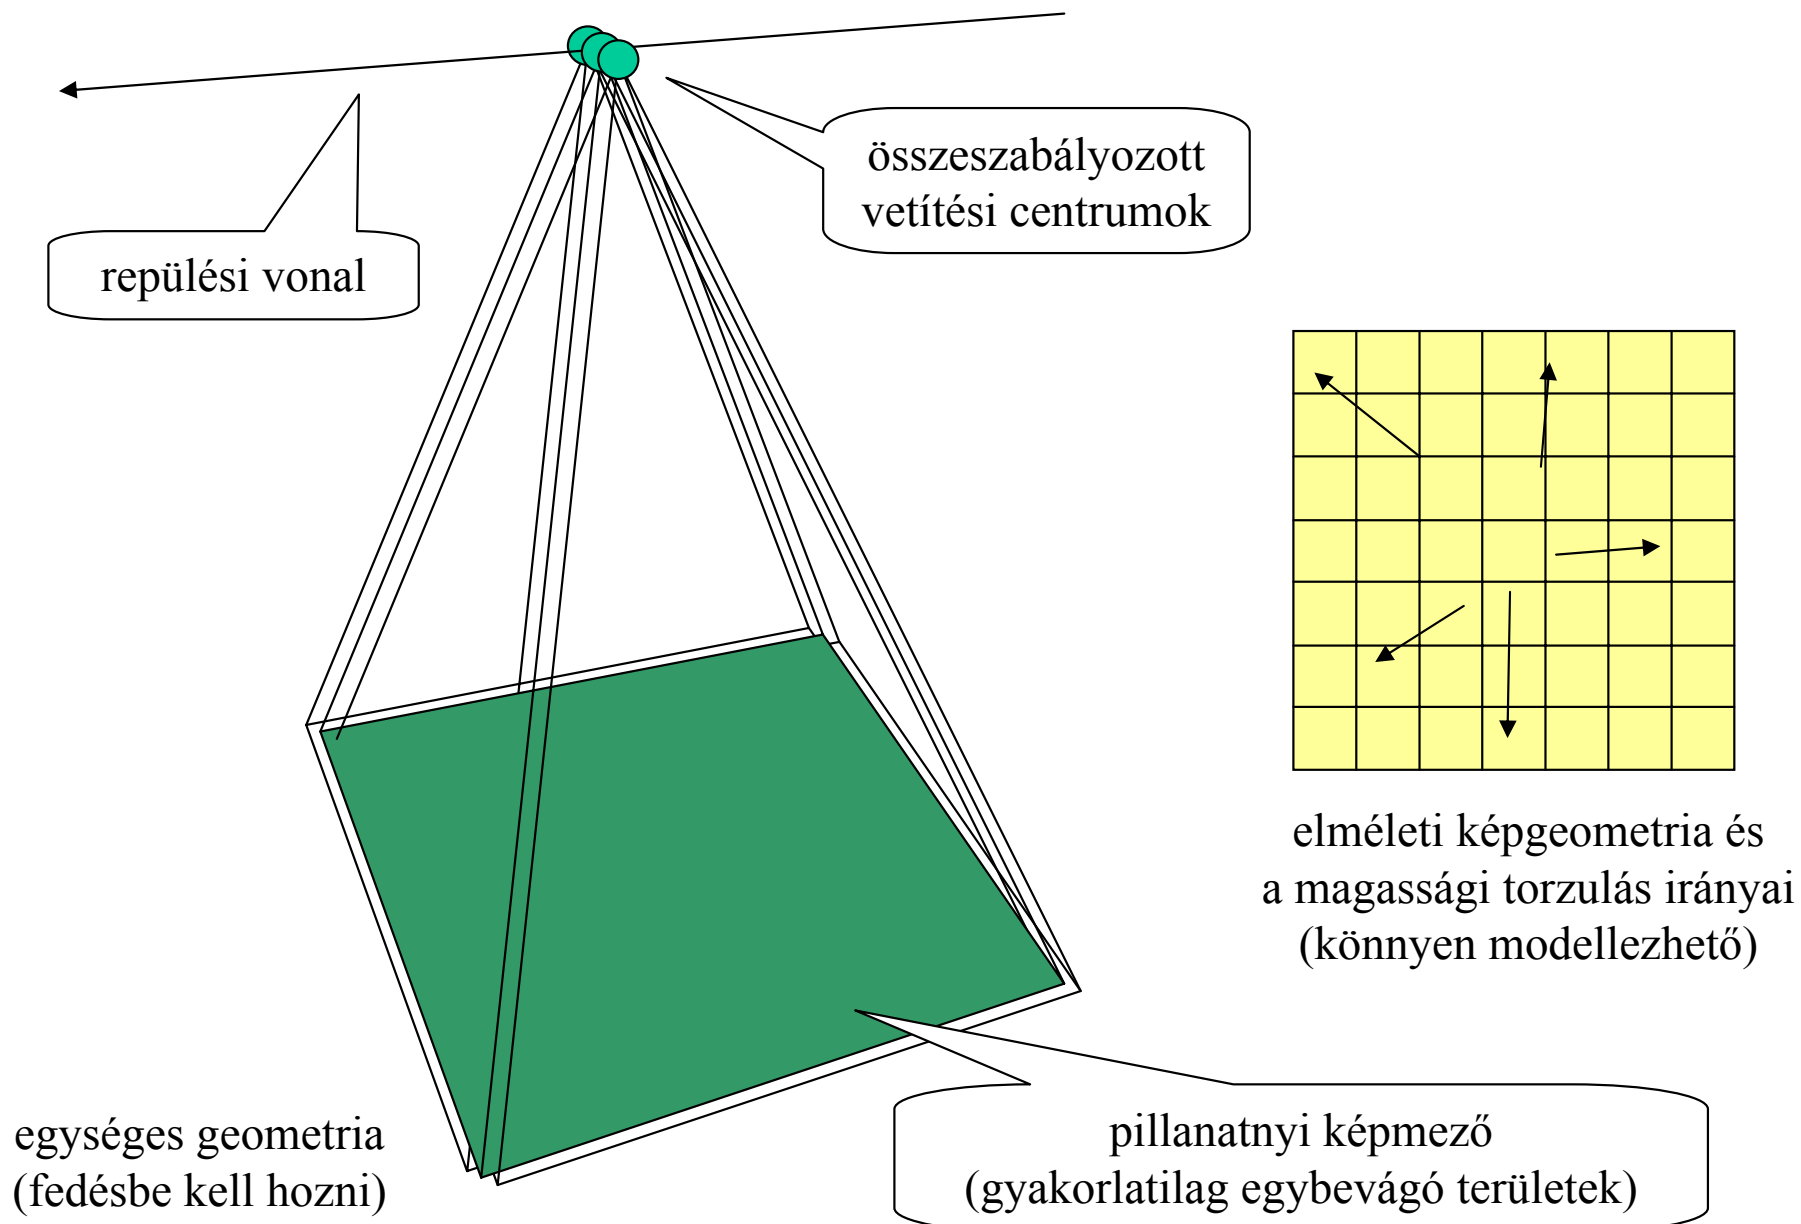 összeszabályozott
vetítési centrumok
repülési vonal
elméleti képgeometria és
a magassági torzulás irányai
(könnyen modellezhető)
egységes geometria
(fedésbe kell hozni)
pillanatnyi képmező
(gyakorlatilag egybevágó területek)